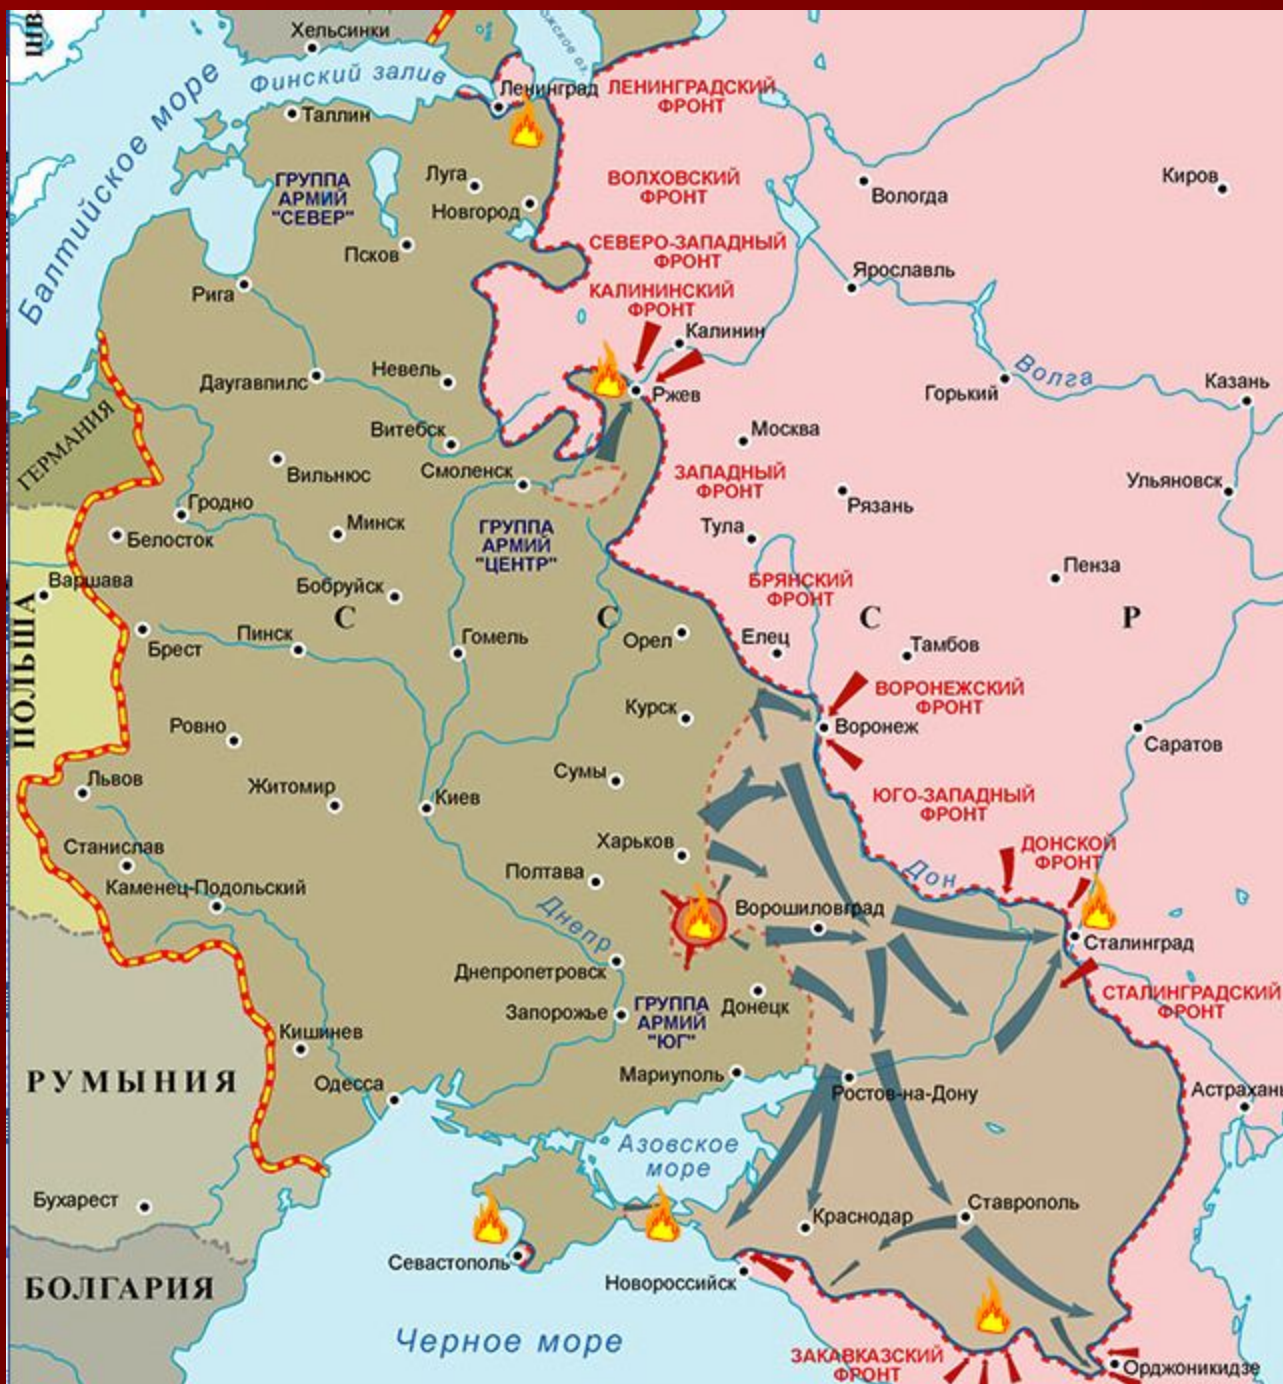 Хельсинки
Финский залив
Ленинград
ЛЕНИНГРАДСКИЙ
ФРОНТ
Балтийское море
Таллин
ГРУППА
АРМИЙ
"СЕВЕР"
Луга
Новгород
Псков
ВОЛХОВСКИЙ
ФРОНТ
Вологда
Киров
СЕВЕРО-ЗАПАДНЫЙ
ФРОНТ
Рига
КАЛИНИНСКИЙ
ФРОНТ
Ярославль
Калинин
Даугавпилс
Невель
Ржев
Горький
Волга
Казань
ГЕРМАНИЯ
Витебск
Москва
Вильнюс
Смоленск
ЗАПАДНЫЙ
ФРОНТ
Рязань
Ульяновск
Гродно
Белосток
Минск
ГРУППА
АРМИЙ
"ЦЕНТР"
Тула
Пенза
Варшава
Бобруйск
БРЯНСКИЙ
ФРОНТ
С С С Р
ПОЛЬША
Брест
Пинск
Гомель
Орел
Елец
Тамбов
ВОРОНЕЖСКИЙ
ФРОНТ
Ровно
Курск
Воронеж
Саратов
Львов
Житомир
Киев
Сумы
ЮГО-ЗАПАДНЫЙ
ФРОНТ
Станислав
Харьков
ДОНСКОЙ
ФРОНТ
Каменец-Подольский
Полтава
Дон
Днепр
Ворошиловград
Сталинград
Днепропетровск
СТАЛИНГРАДСКИЙ
ФРОНТ
Запорожье
ГРУППА
АРМИЙ
"ЮГ"
Донецк
Кишинев
РУМЫНИЯ
Одесса
Мариуполь
Ростов-на-Дону
Астрахань
Азовское
море
Бухарест
Краснодар
Ставрополь
Севастополь
Новороссийск
БОЛГАРИЯ
Черное море
ЗАКАВКАЗСКИЙ
ФРОНТ
Орджоникидзе